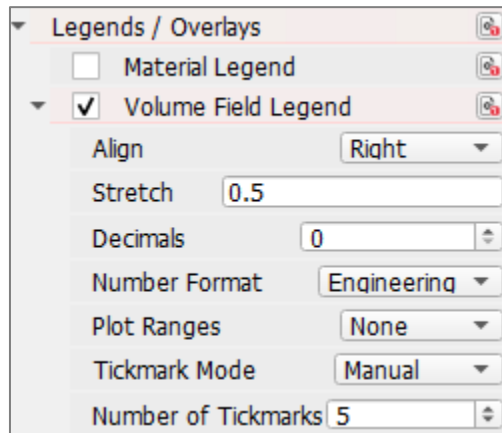 Legends / Overlays
Material Legend
Volume Field Legend
Align Right
Stretch 0.5
Decimals 0
Number Format Engineering
Plot Ranges None
Tickmark Mode Manual
Number of Tickmarks 5